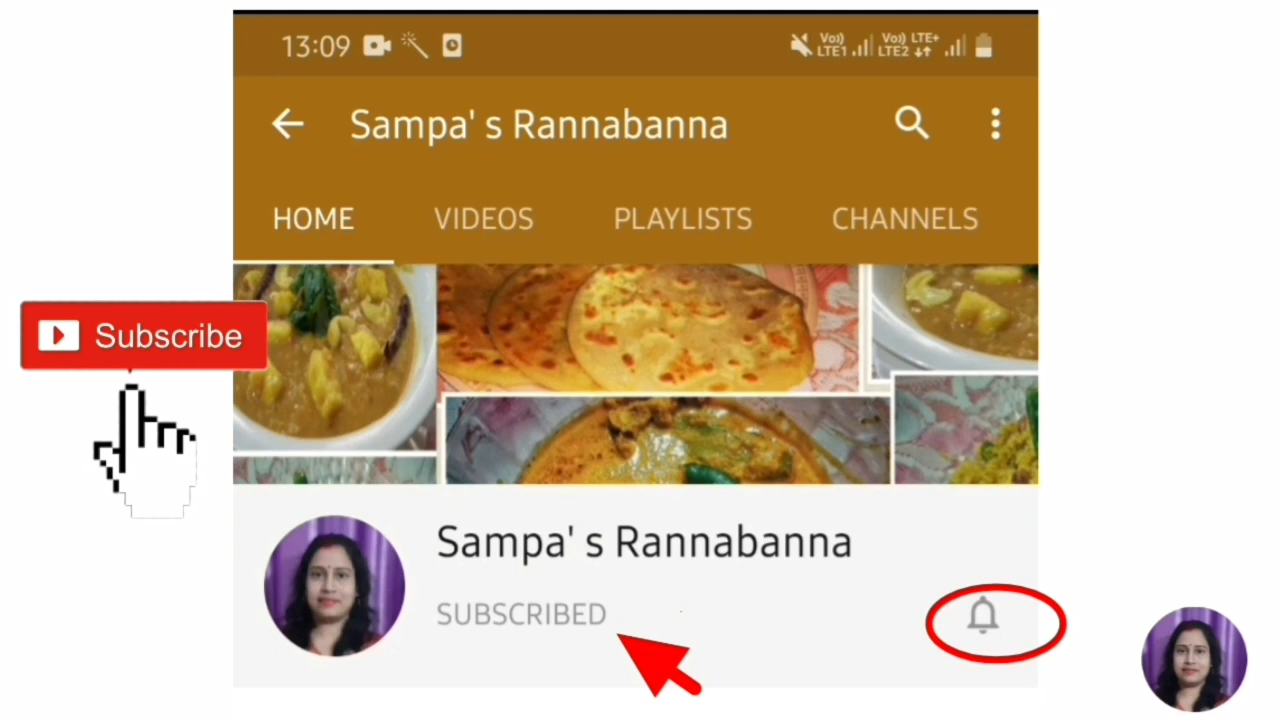 13:09 Vo) LTE1 Vo) LTE+ LTE2
Sampa' s Rannabanna
HOME VIDEOS PLAYLISTS CHANNELS
Subscribe
Sampa' s Rannabanna
SUBSCRIBED